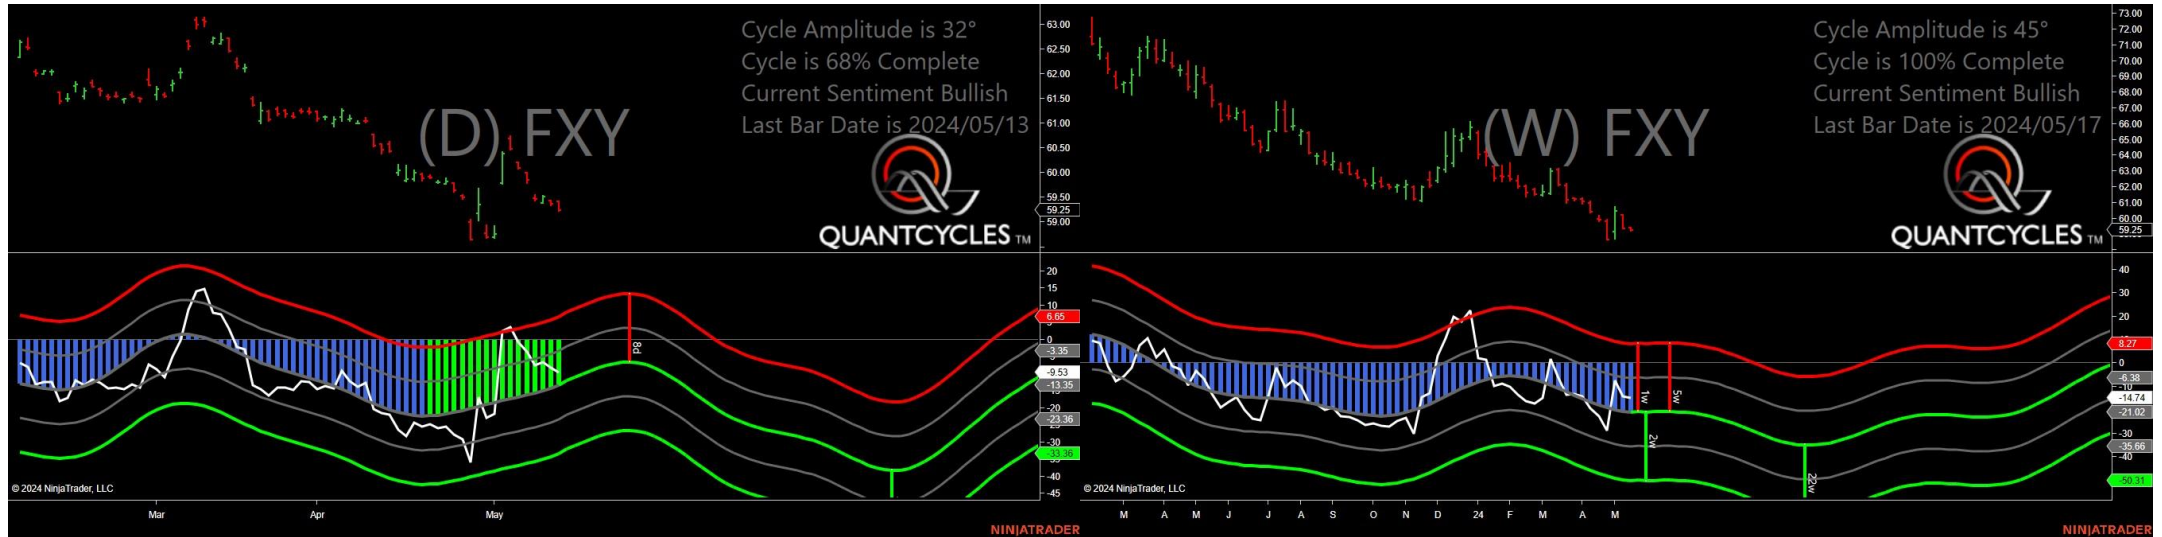 Cycle Amplitude is 32°
Cycle is 68% Complete
Current Sentiment Bullish
Last Bar Date is 2024/05/13
(D) FXY
QUANTCYCLES TM
63.00
62.50
62.00
61.50
61.00
60.50
60.00
59.50
59.25
59.00
20
15
10
6.65
0
-3.35
-9.53
-13.35
-20
-23.36
-30
-33.36
-40
-45
8d
© 2024 NinjaTrader, LLC
Mar Apr May
NINJATRADER
Cycle Amplitude is 45°
Cycle is 100% Complete
Current Sentiment Bullish
Last Bar Date is 2024/05/17
(W) FXY
QUANTCYCLES TM
73.00
72.00
71.00
70.00
69.00
68.00
67.00
66.00
65.00
64.00
63.00
62.00
61.00
60.00
59.25
40
30
20
8.27
0
-6.38
-10
-14.74
-21.02
-30
-35.66
-40
-50.31
1w
5w
2w
22w
© 2024 NinjaTrader, LLC
M A M J J A S O N D 24 F M A M
NINJATRADER